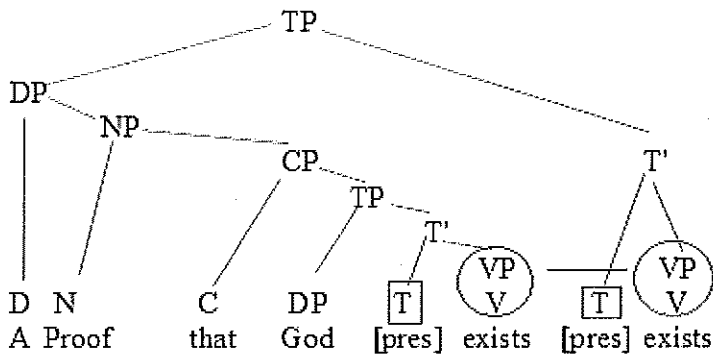 TP
DP
NP
CP T'
TP
T'
VP VP
D N C DP T V T V
A Proof that God [pres] exists [pres] exists